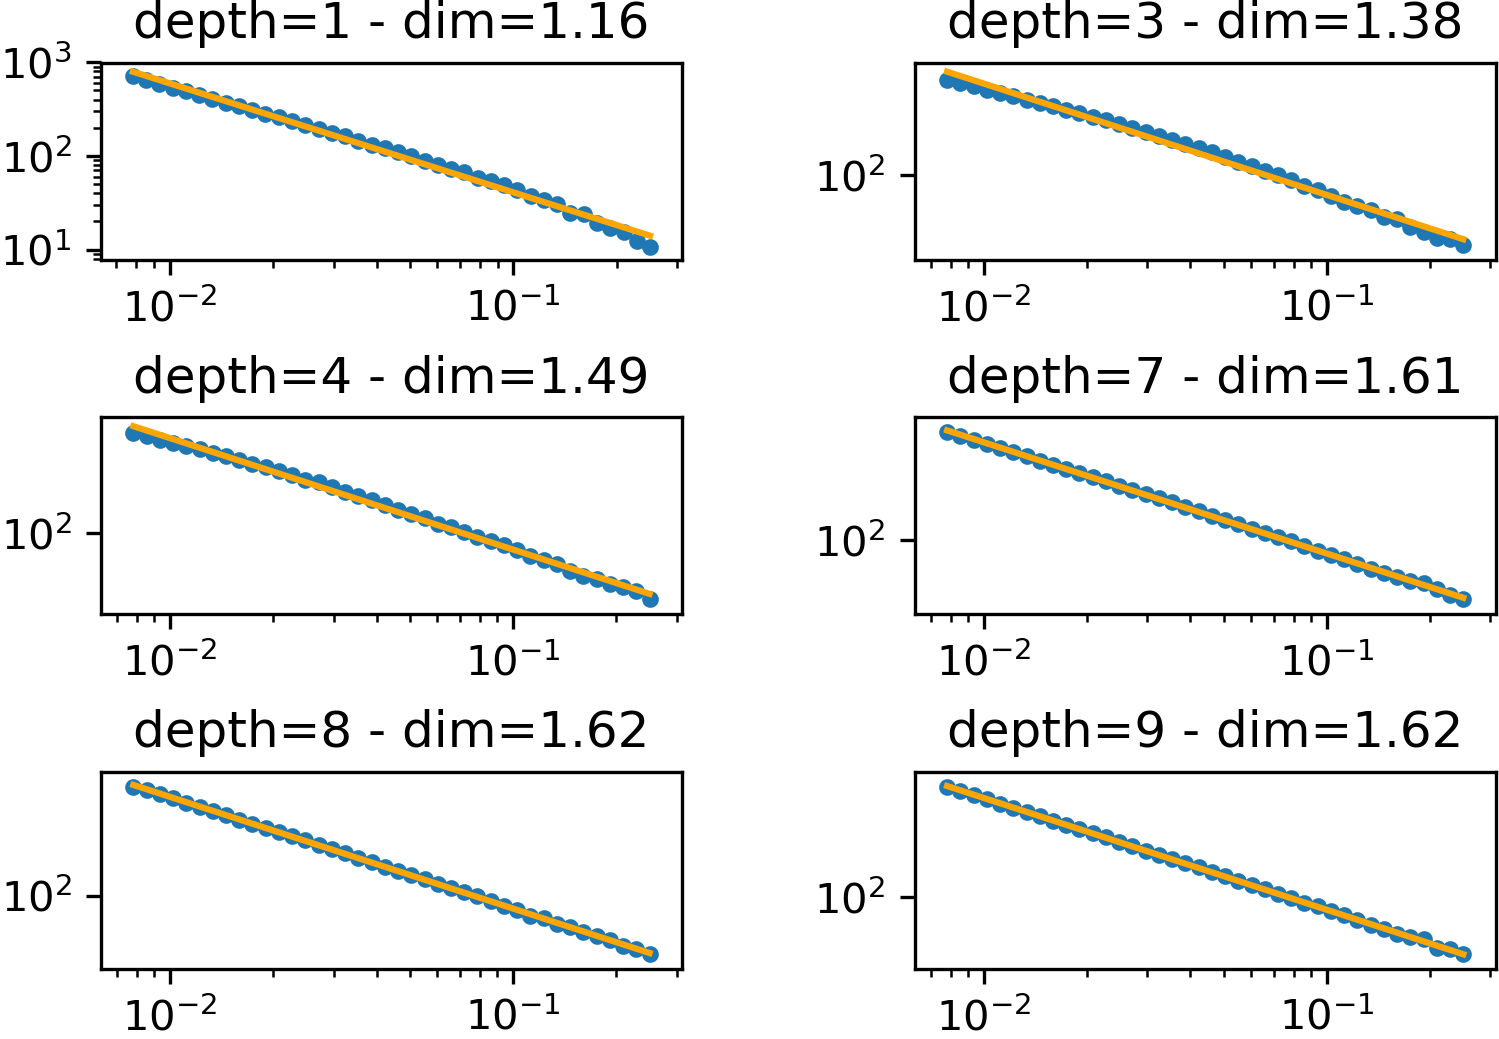 depth=1 - dim=1.16
depth=3 - dim=1.38
10³
10²
10¹
10⁻² 10⁻¹
10²
10⁻² 10⁻¹
depth=4 - dim=1.49
depth=7 - dim=1.61
10²
10⁻² 10⁻¹
10²
10⁻² 10⁻¹
depth=8 - dim=1.62
depth=9 - dim=1.62
10²
10⁻² 10⁻¹
10²
10⁻² 10⁻¹